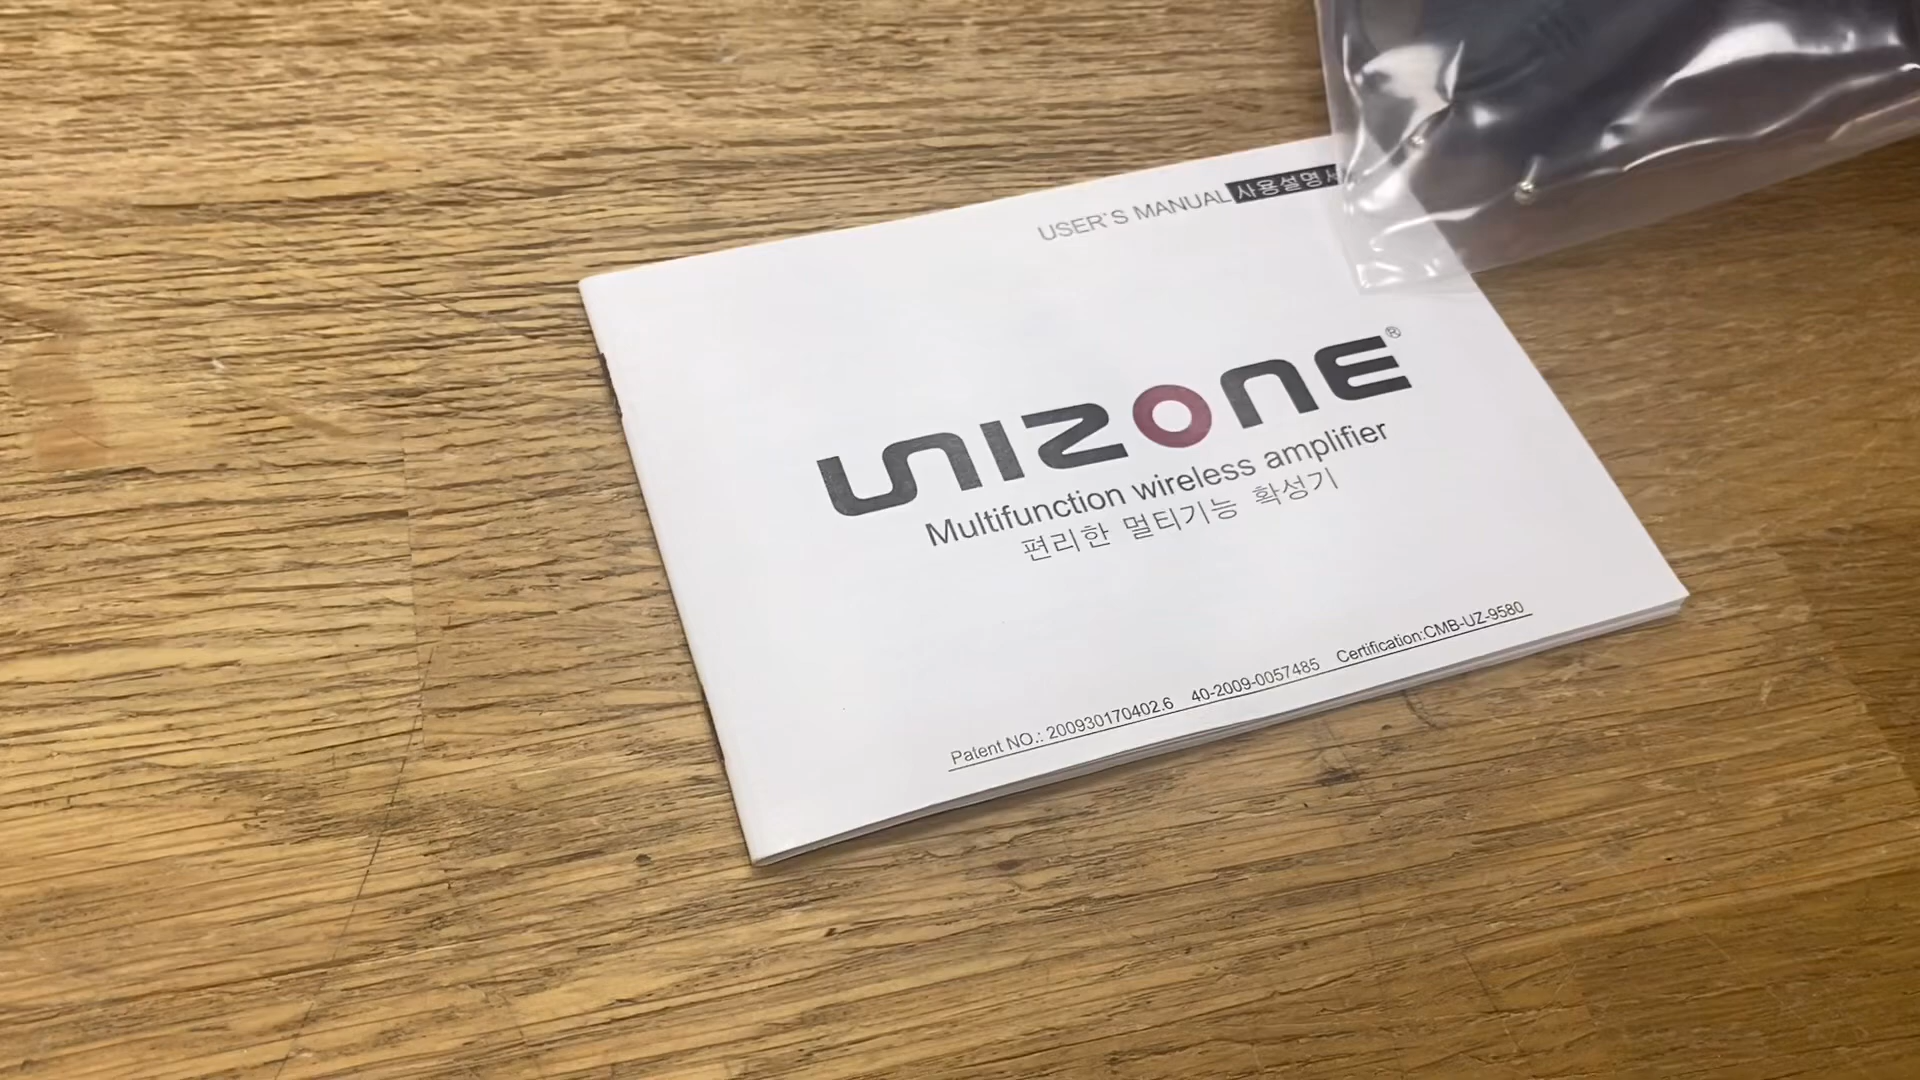 USER'S MANUAL 사용설명서
UNIZONE®
Multifunction wireless amplifier
편리한 멀티기능 확성기
Patent NO.: 200930170402.6 40-2009-0057485 Certification:CMB-UZ-9580